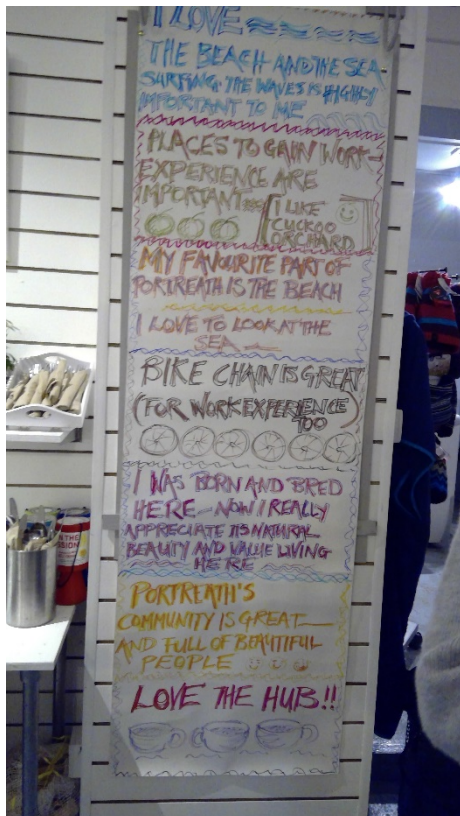 I LOVE
THE BEACH AND THE SEA
SURFING THE WAVES IS HIGHLY
IMPORTANT TO ME
PLACES TO GAIN WORK-
EXPERIENCE ARE
IMPORTANT
I LIKE
CUCKOO
ORCHARD
MY FAVOURITE PART OF
PORTREATH IS THE BEACH
I LOVE TO LOOK AT THE
SEA
BIKE CHAIN IS GREAT
(FOR WORK EXPERIENCE
TOO)
I WAS BORN AND BRED
HERE - NOW I REALLY
APPRECIATE ITS NATURAL
BEAUTY AND VALUE LIVING
HERE
PORTREATH'S
COMMUNITY IS GREAT
AND FULL OF BEAUTIFUL
PEOPLE
LOVE THE HUB!!